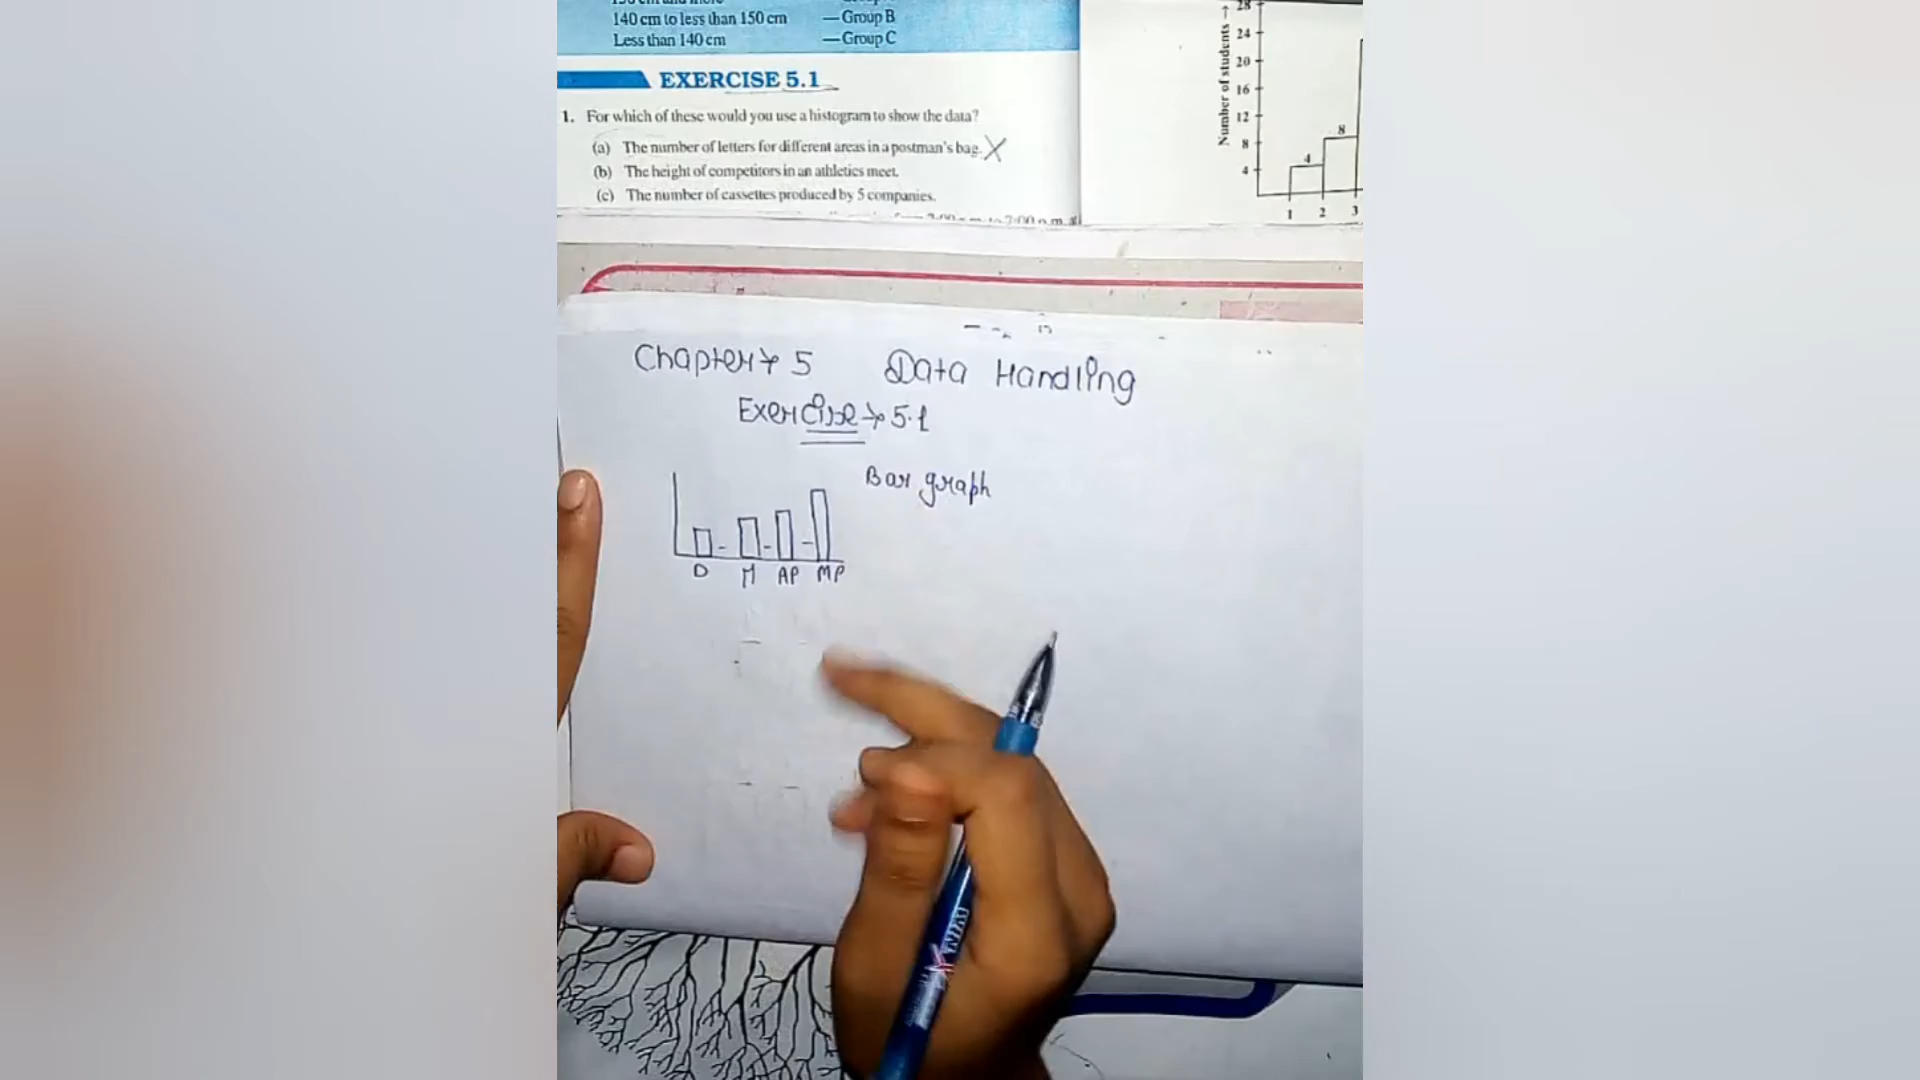 140 cm to less than 150 cm — Group B
Less than 140 cm — Group C
EXERCISE 5.1
1. For which of these would you use a histogram to show the data?
(a) The number of letters for different areas in a postman's bag.
(b) The height of competitors in an athletics meet.
(c) The number of cassettes produced by 5 companies.
Number of students →
28
24
20
16
12
8
4
4
8
1 2 3
Chapter → 5 Data Handling
Exercise → 5.1
Bar graph
D M AP MP